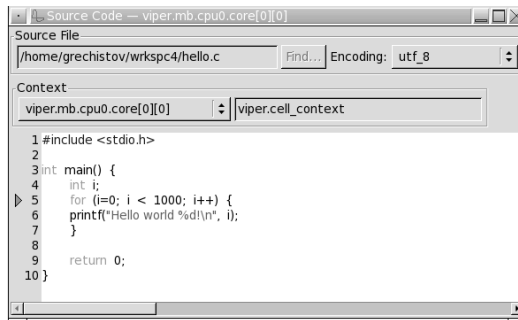 Source Code — viper.mb.cpu0.core[0][0]
Source File
/home/grechistov/wrkspc4/hello.c Find... Encoding: utf_8
Context
viper.mb.cpu0.core[0][0] viper.cell_context
1 #include <stdio.h>
2
3 int main() {
4 int i;
5 for (i=0; i < 1000; i++) {
6 printf("Hello world %d!\n", i);
7 }
8
9 return 0;
10 }